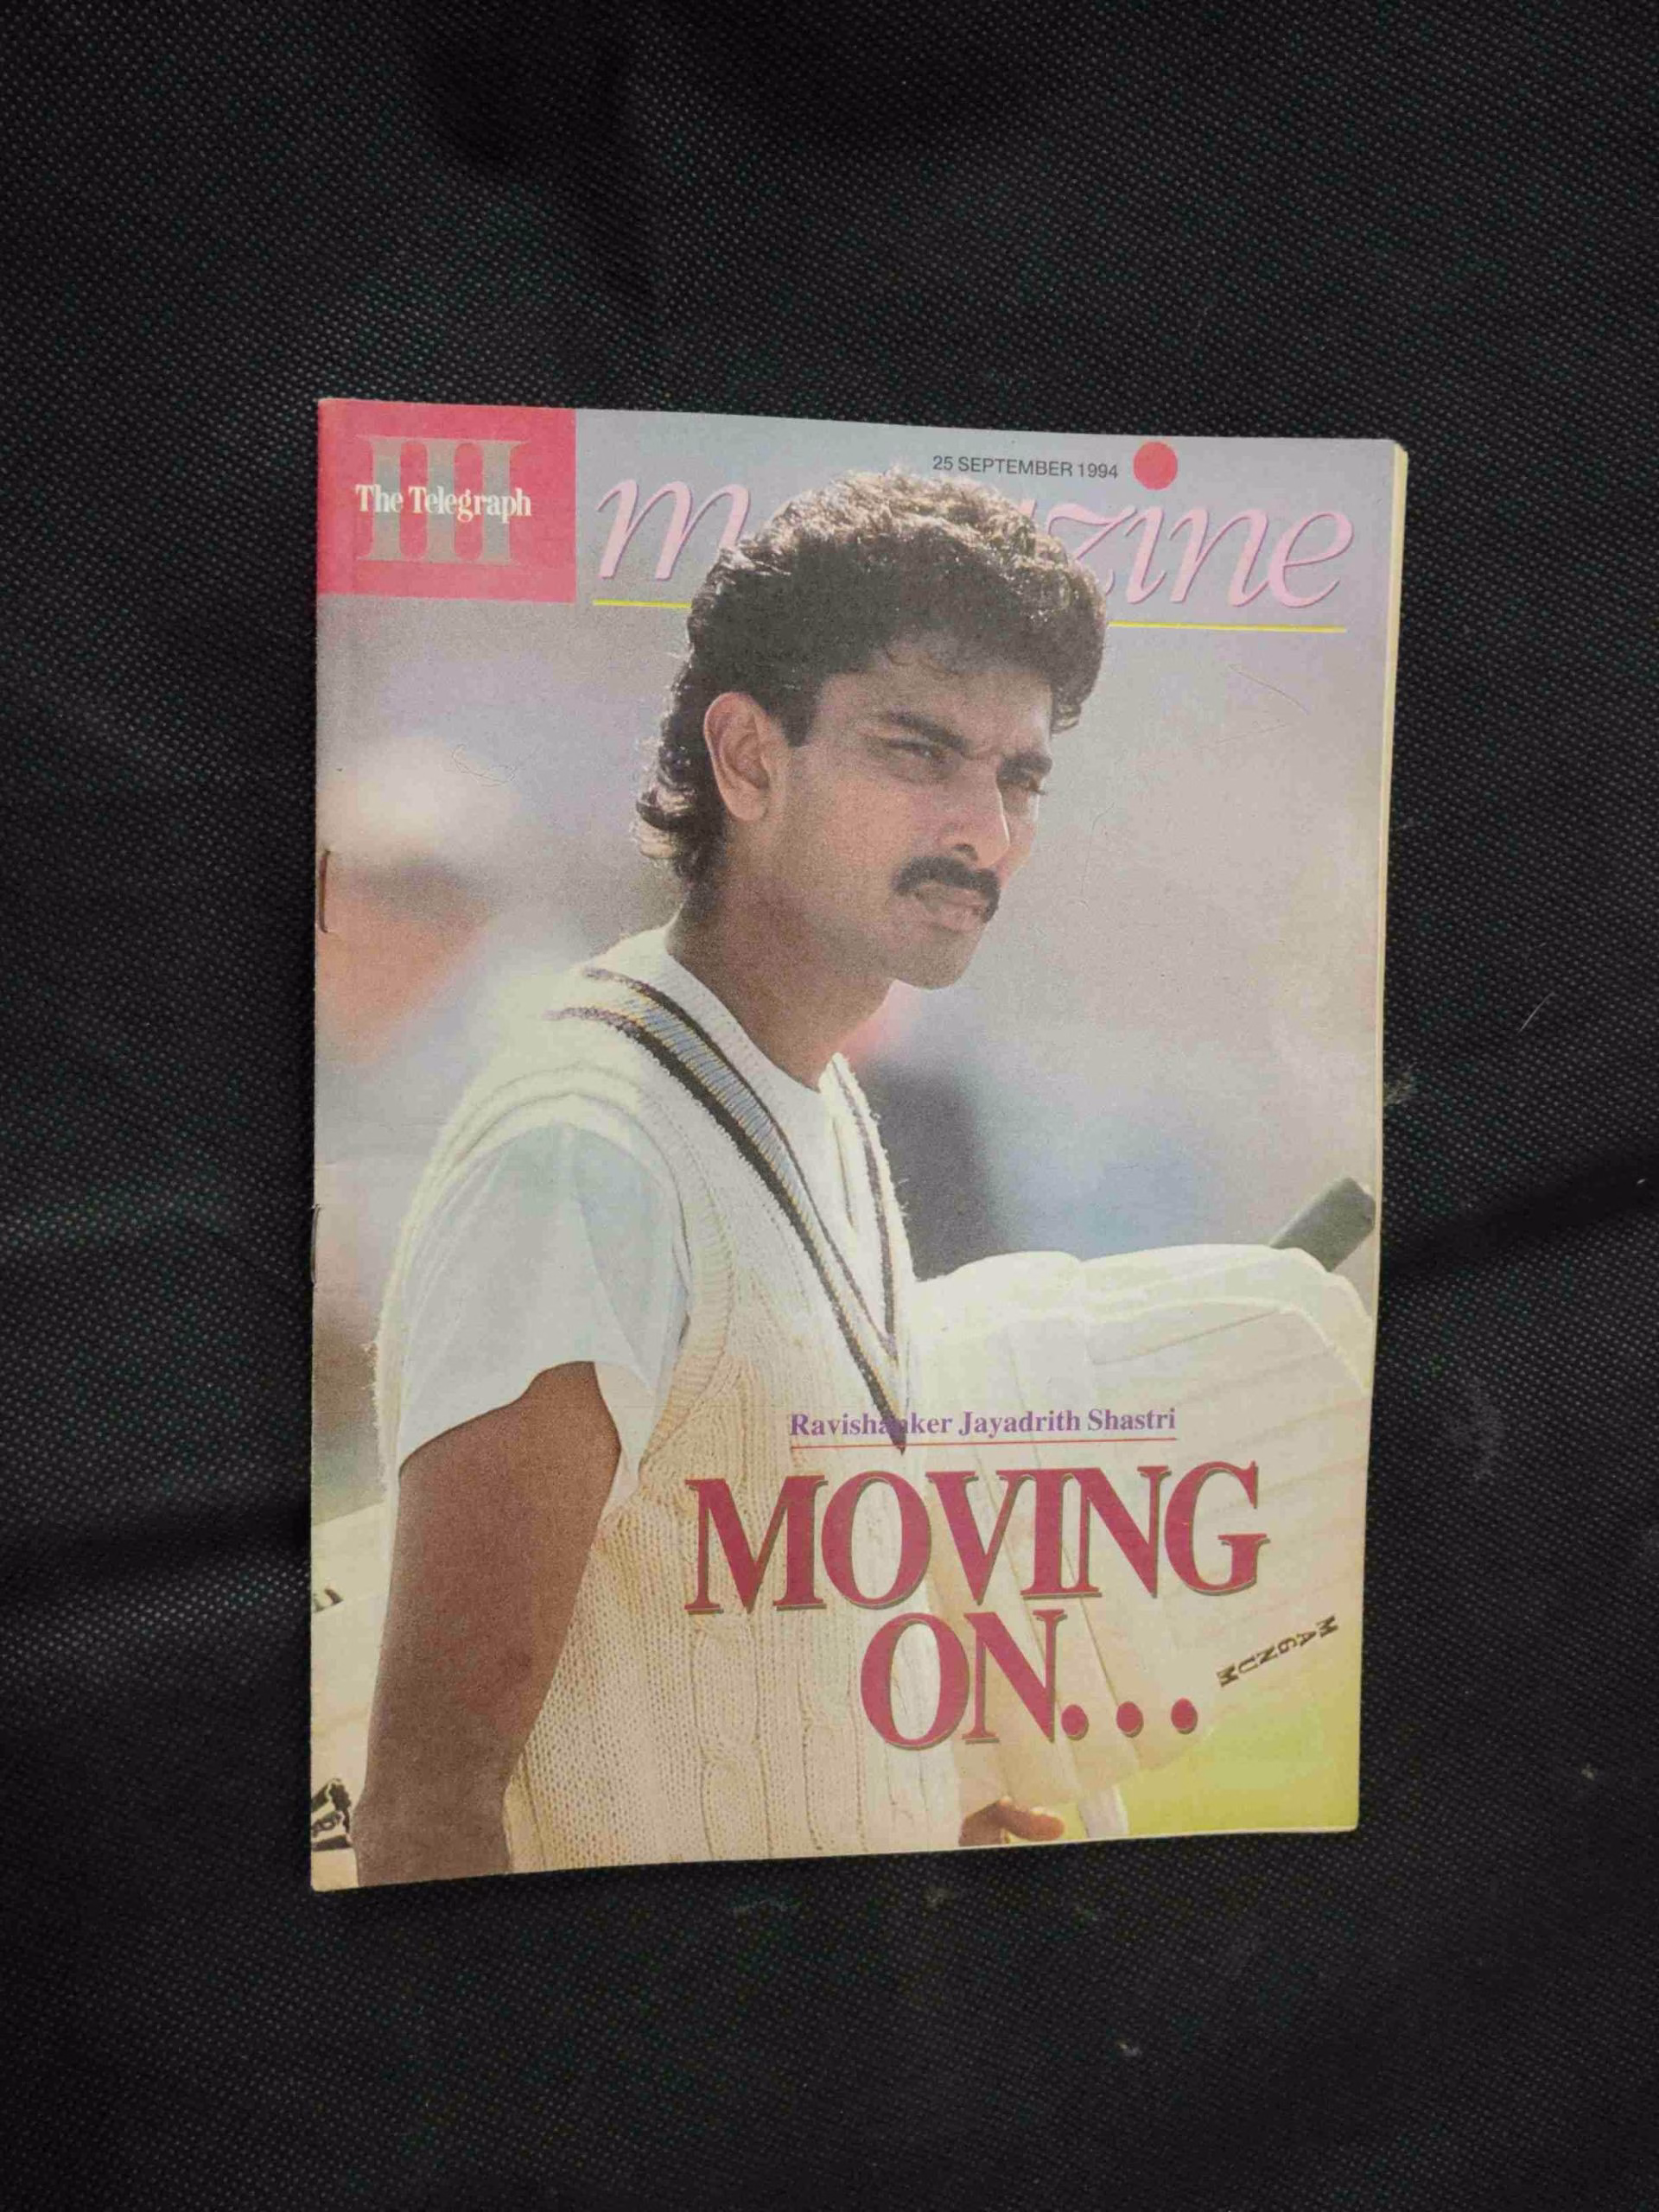 The Telegraph
25 SEPTEMBER 1994
magazine
Ravishanker Jayadrith Shastri
MOVING
ON...
MAGNUM